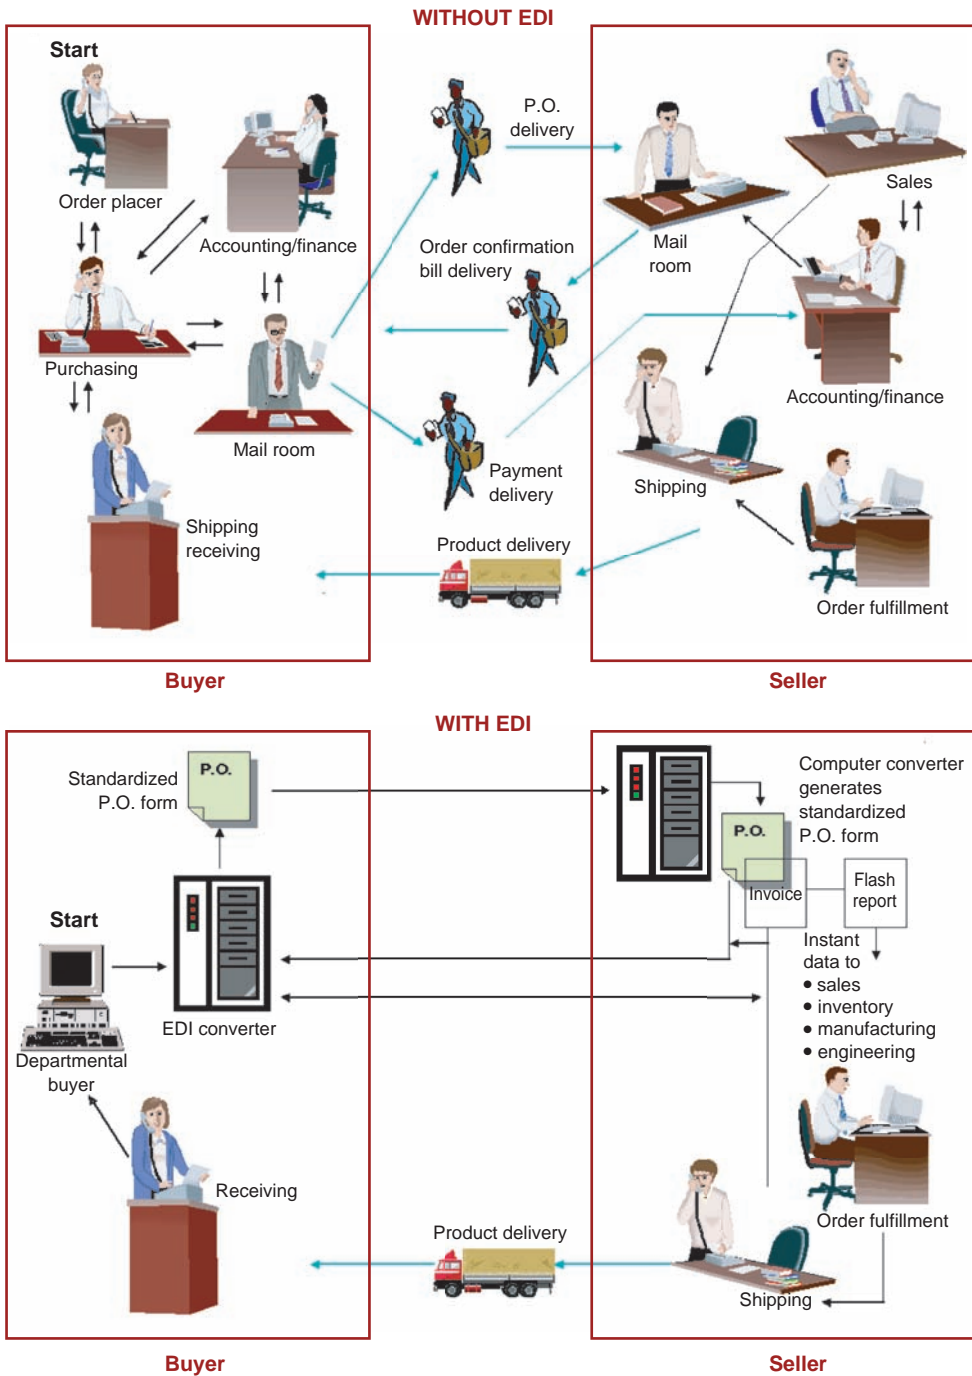 WITHOUT EDI
Start
Order placer
Accounting/finance
Purchasing
Mail room
Shipping
receiving
P.O.
delivery
Order confirmation
bill delivery
Payment
delivery
Product delivery
Sales
Mail
room
Accounting/finance
Shipping
Order fulfillment
Buyer
Seller
WITH EDI
Standardized
P.O. form
P.O.
Start
EDI converter
Departmental
buyer
Receiving
Product delivery
Computer converter
generates
standardized
P.O. form
P.O.
Invoice
Flash
report
Instant
data to
• sales
• inventory
• manufacturing
• engineering
Order fulfillment
Shipping
Buyer
Seller